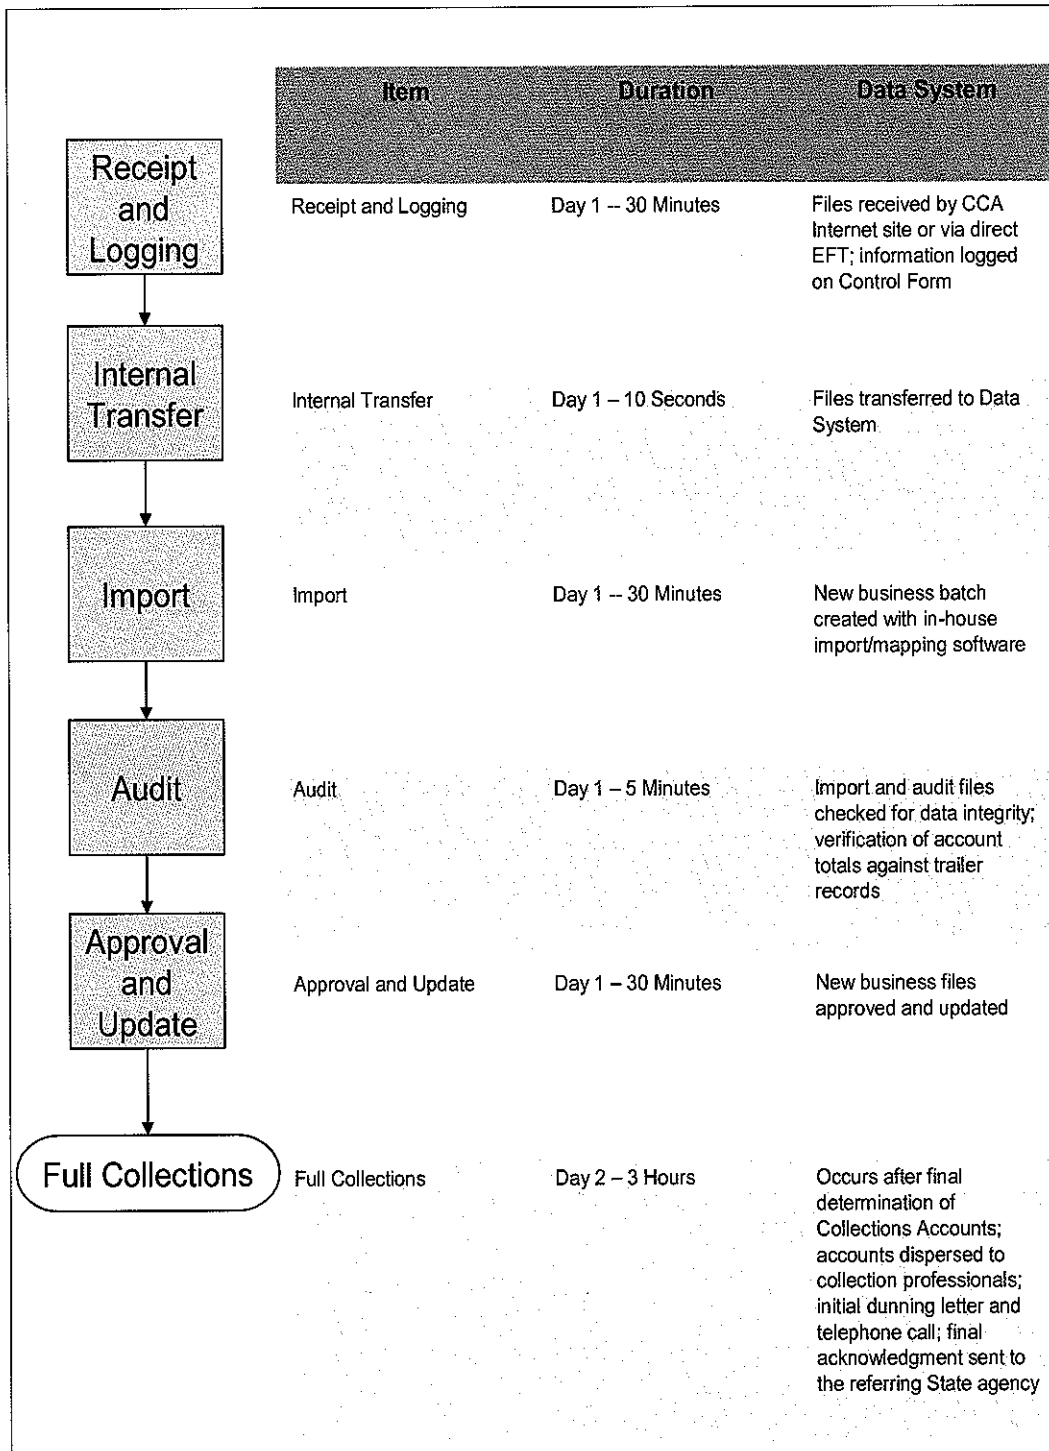 Item Duration Data System
Receipt
and
Logging
Receipt and Logging Day 1 -- 30 Minutes Files received by CCA
Internet site or via direct
EFT; information logged
on Control Form
Internal
Transfer
Internal Transfer Day 1 – 10 Seconds Files transferred to Data
System
Import
Import Day 1 -- 30 Minutes New business batch
created with in-house
import/mapping software
Audit
Audit Day 1 – 5 Minutes Import and audit files
checked for data integrity;
verification of account
totals against trailer
records
Approval
and
Update
Approval and Update Day 1 – 30 Minutes New business files
approved and updated
Full Collections
Full Collections Day 2 – 3 Hours Occurs after final
determination of
Collections Accounts;
accounts dispersed to
collection professionals;
initial dunning letter and
telephone call; final
acknowledgment sent to
the referring State agency